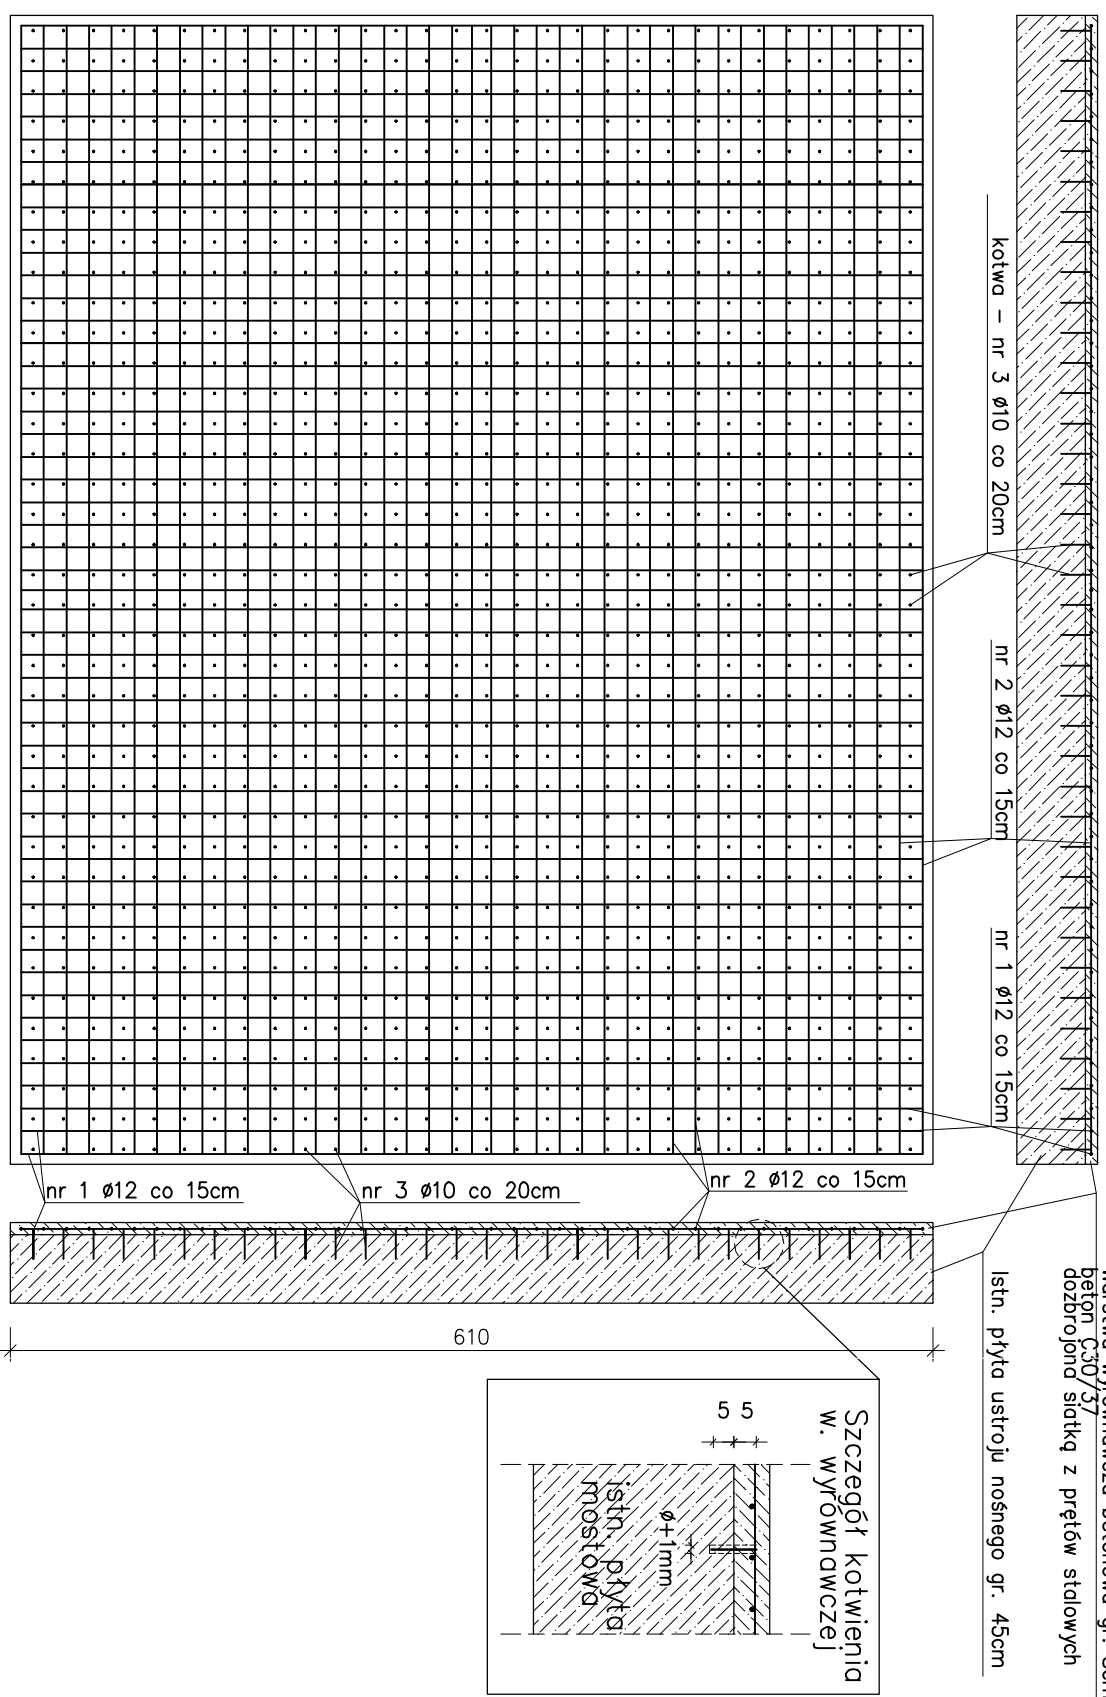 kotwa - nr 3 ø10 co 20cm
nr 2 ø12 co 15cm
nr 1 ø12 co 15cm
nr 1 ø12 co 15cm
nr 3 ø10 co 20cm
nr 2 ø12 co 15cm
beton C30/37
dozbrojona siatką z prętów stalowych
Istn. płyta ustroju nośnego gr. 45cm
610
Szczegół kotwienia
w. wyrównawczej
5 5
ø+1mm
istn. płyta
mostowa